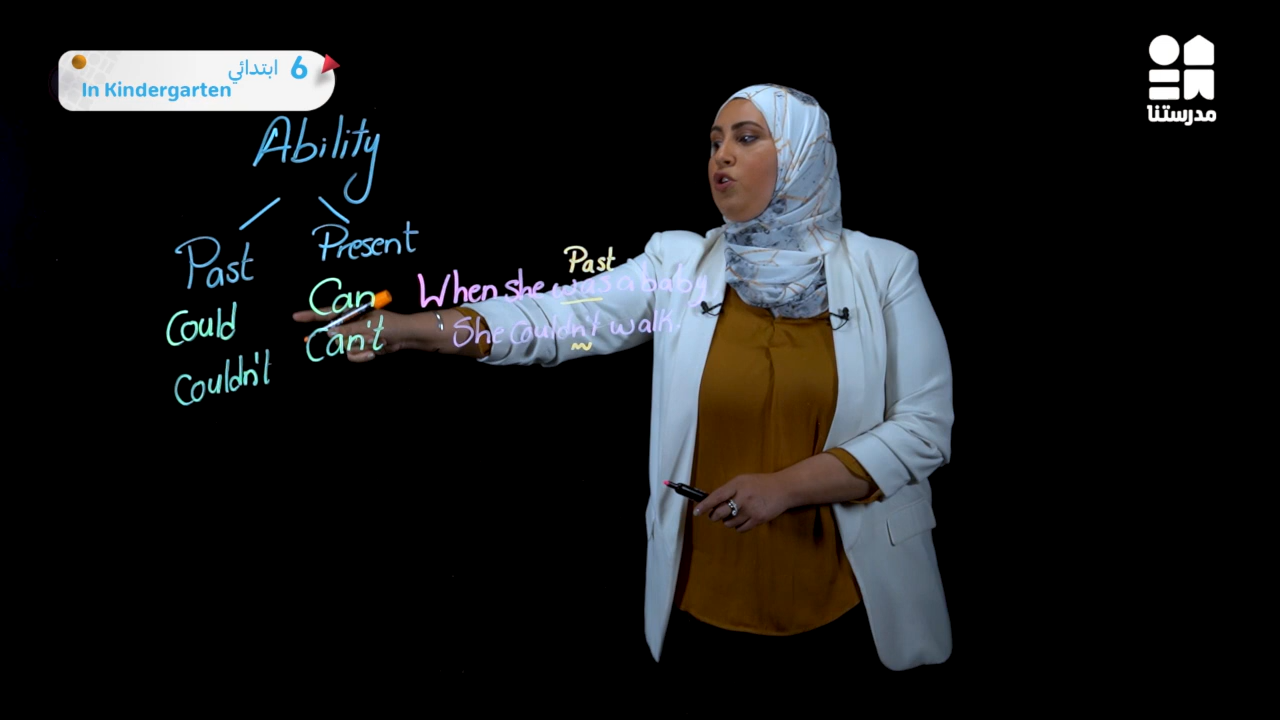 6 ابتدائي
In Kindergarten
مدرستنا
Ability
Past Present
Could Can
Couldn't Can't
Past
When she was a baby
She couldn't walk.